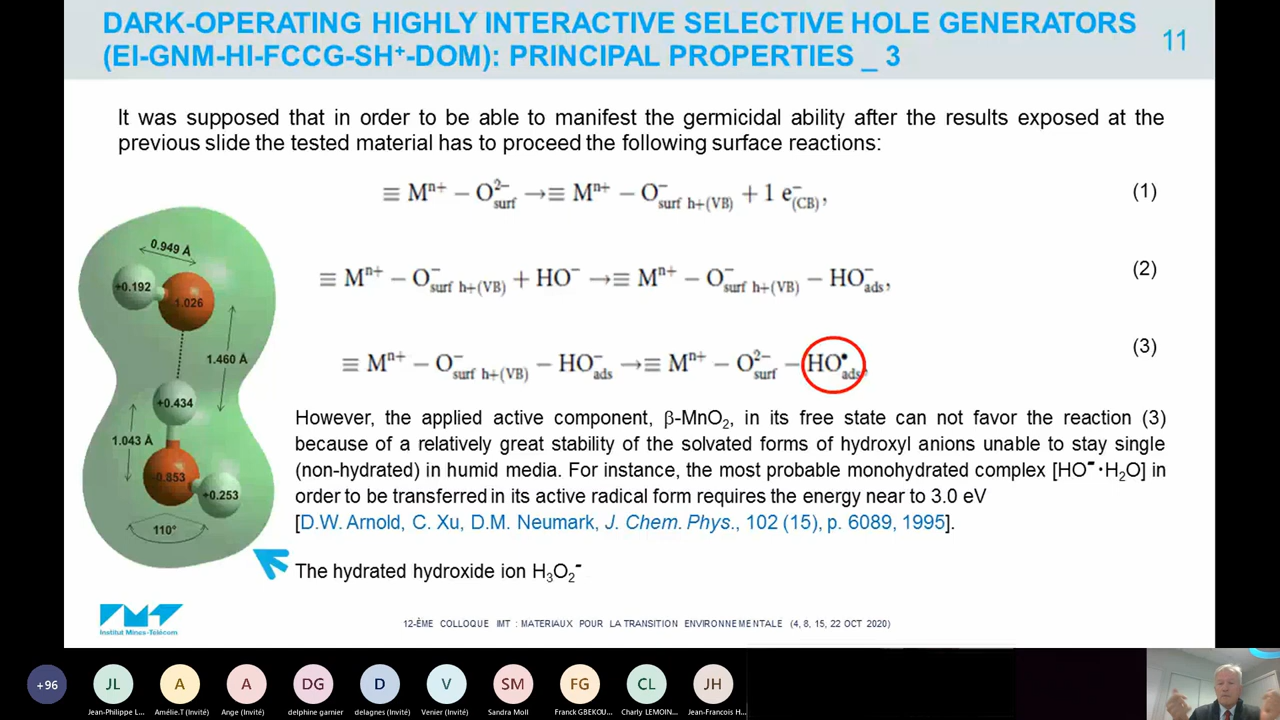 DARK-OPERATING HIGHLY INTERACTIVE SELECTIVE HOLE GENERATORS
(EI-GNM-HI-FCCG-SH⁺-DOM): PRINCIPAL PROPERTIES _ 3
11
It was supposed that in order to be able to manifest the germicidal ability after the results exposed at the
previous slide the tested material has to proceed the following surface reactions:
≡ Mⁿ⁺ − O²⁻surf → ≡ Mⁿ⁺ − O⁻surf h+(VB) + 1 e⁻(CB), (1)
≡ Mⁿ⁺ − O⁻surf h+(VB) + HO⁻ → ≡ Mⁿ⁺ − O⁻surf h+(VB) − HO⁻ads, (2)
≡ Mⁿ⁺ − O⁻surf h+(VB) − HO⁻ads → ≡ Mⁿ⁺ − O²⁻surf − HO•ads, (3)
0.949 Å
+0.192
1.026
1.460 Å
+0.434
1.043 Å
0.853
+0.253
110°
However, the applied active component, β-MnO₂, in its free state can not favor the reaction (3)
because of a relatively great stability of the solvated forms of hydroxyl anions unable to stay single
(non-hydrated) in humid media. For instance, the most probable monohydrated complex [HO⁻·H₂O] in
order to be transferred in its active radical form requires the energy near to 3.0 eV
[D.W. Arnold, C. Xu, D.M. Neumark, J. Chem. Phys., 102 (15), p. 6089, 1995].
The hydrated hydroxide ion H₃O₂⁻
IMT
Institut Mines-Télécom
12-ÈME COLLOQUE IMT : MATERIAUX POUR LA TRANSITION ENVIRONNEMENTALE (4, 8, 15, 22 OCT 2020)
+96
JL
A
A
DG
D
V
SM
FG
CL
JH
Jean-Philippe L...
Amélie.T (Invité)
Ange (Invité)
delphine garnier
delagnes (Invité)
Venier (Invité)
Sandra Moll
Franck GBEKOU...
Charly LEMOIN...
Jean-Francois H...